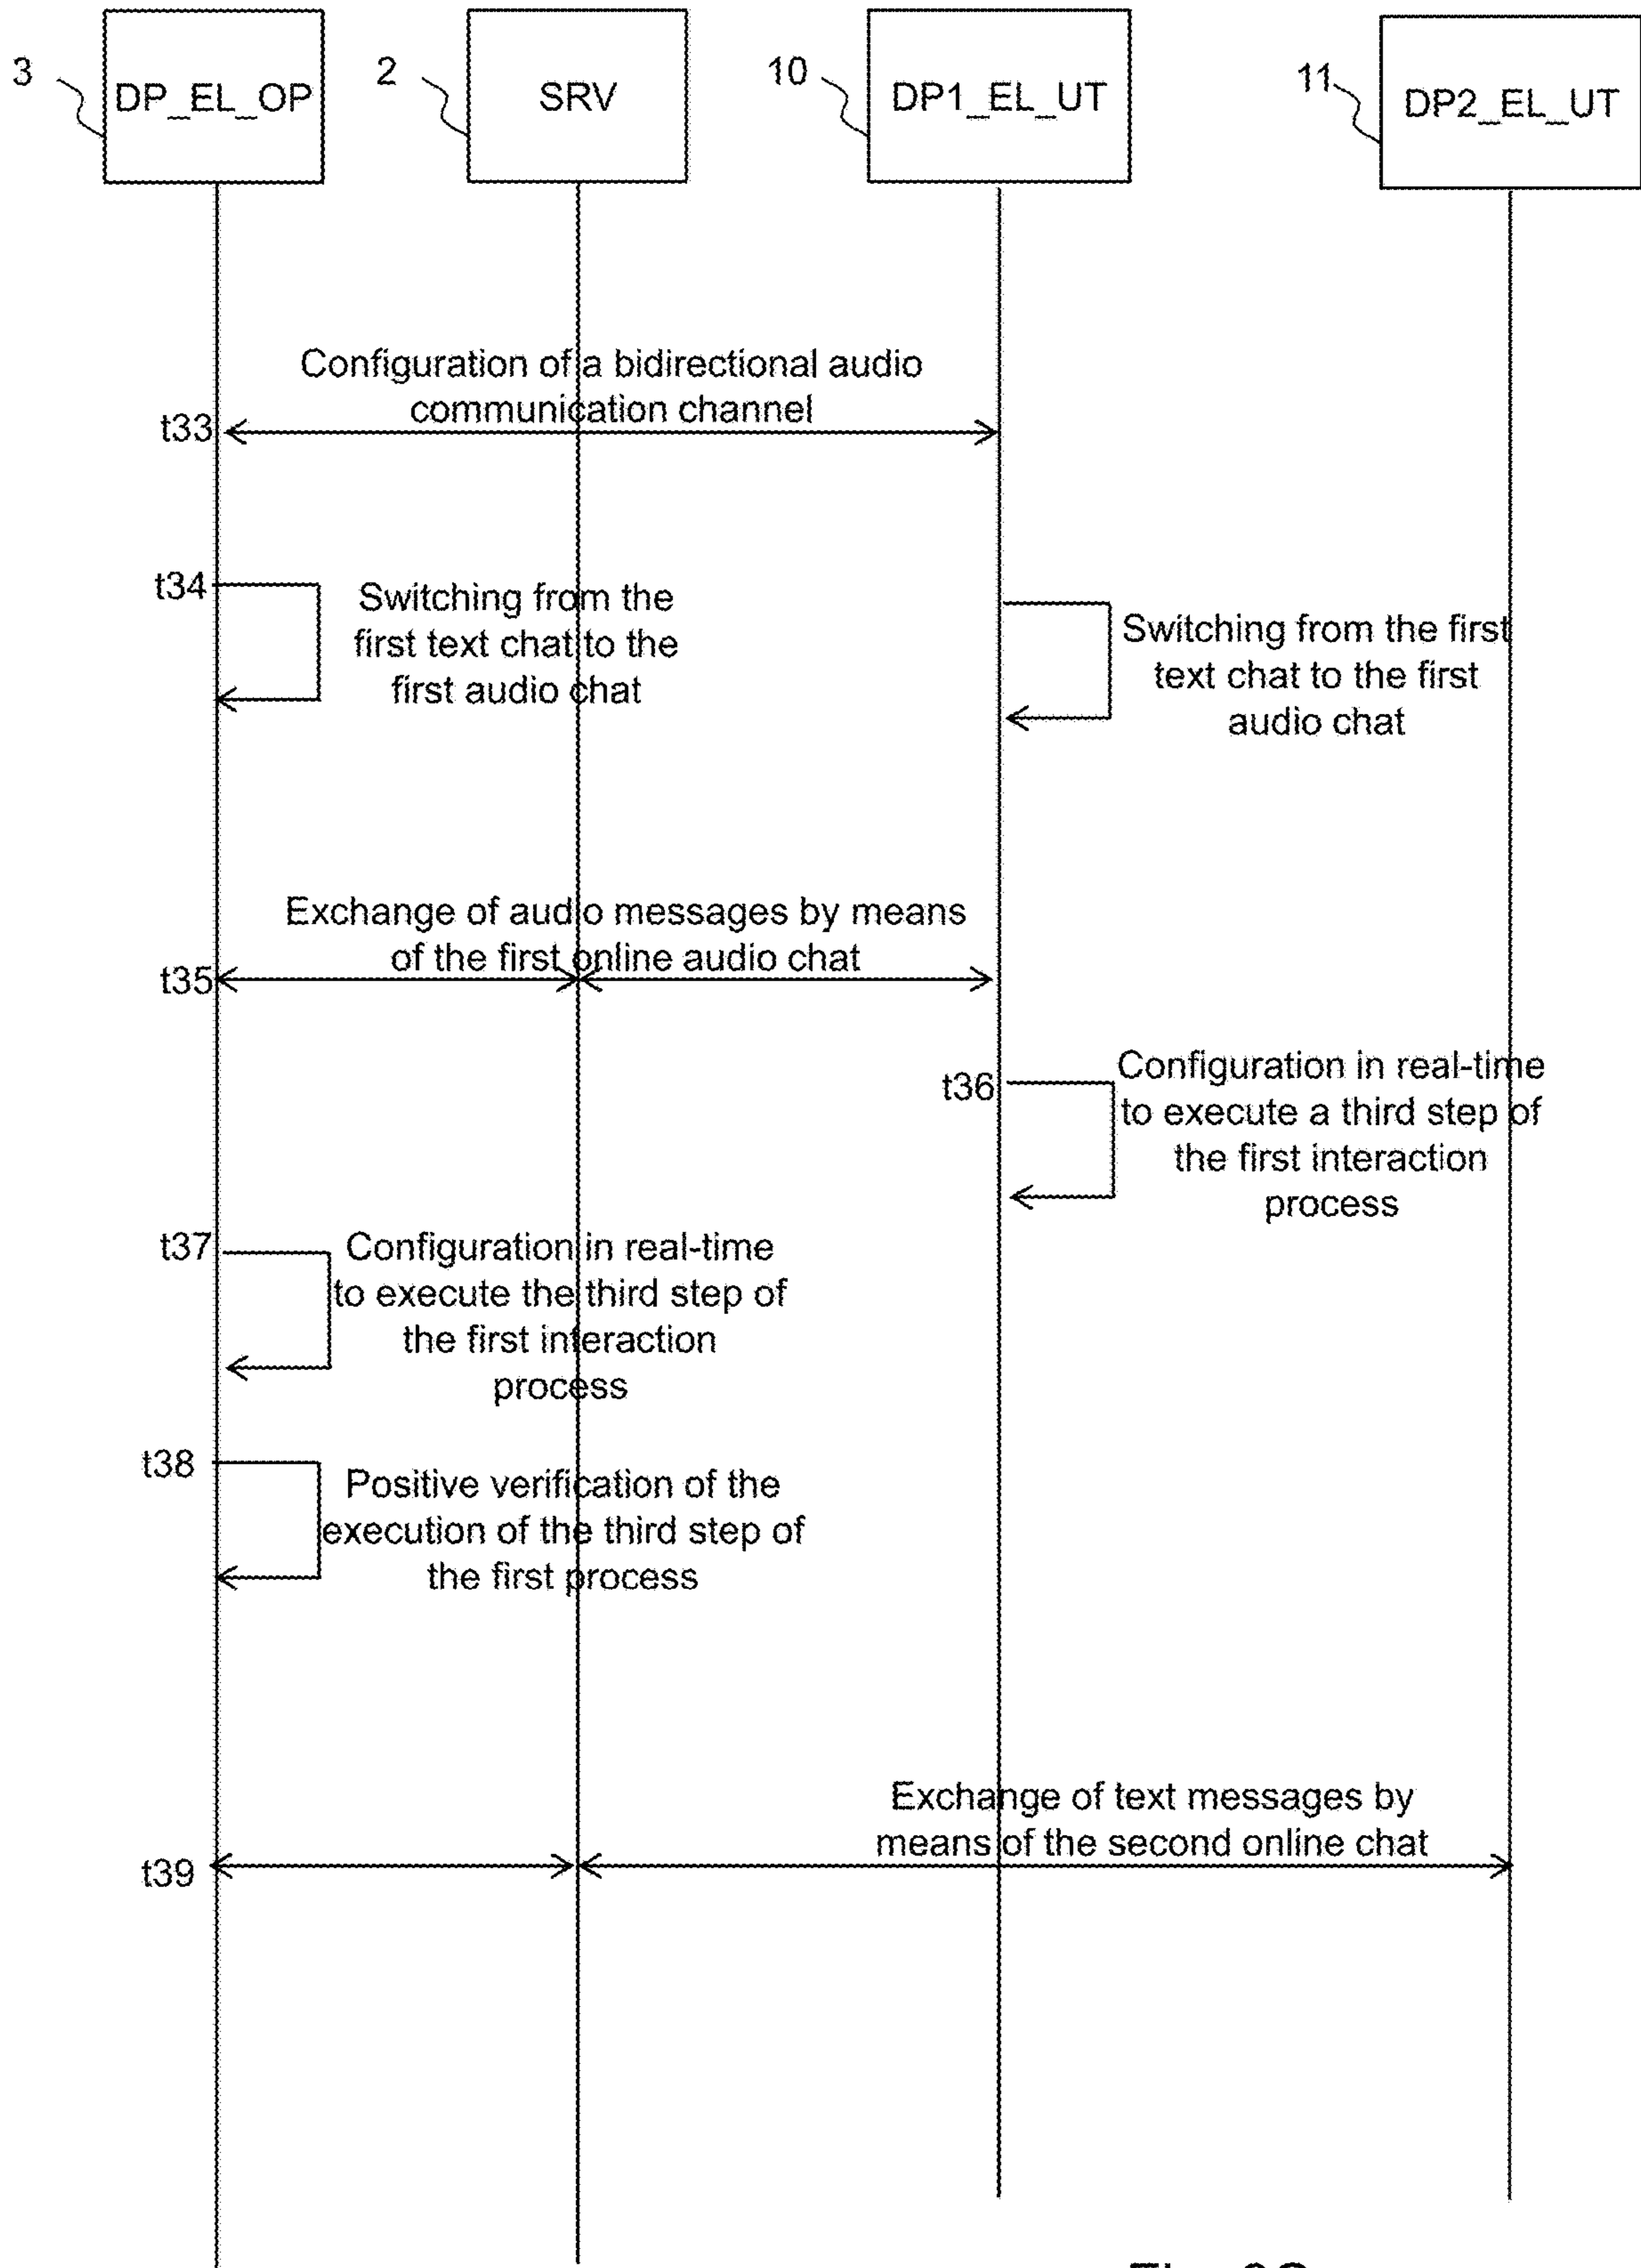 3
DP_EL_OP
2
SRV
10
DP1_EL_UT
11
DP2_EL_UT
Configuration of a bidirectional audio
communication channel
t33
t34
Switching from the
first text chat to the
first audio chat
Switching from the first
text chat to the first
audio chat
Exchange of audio messages by means
of the first online audio chat
t35
t36
Configuration in real-time
to execute a third step of
the first interaction
process
t37
Configuration in real-time
to execute the third step of
the first interaction
process
t38
Positive verification of the
execution of the third step of
the first process
Exchange of text messages by
means of the second online chat
t39